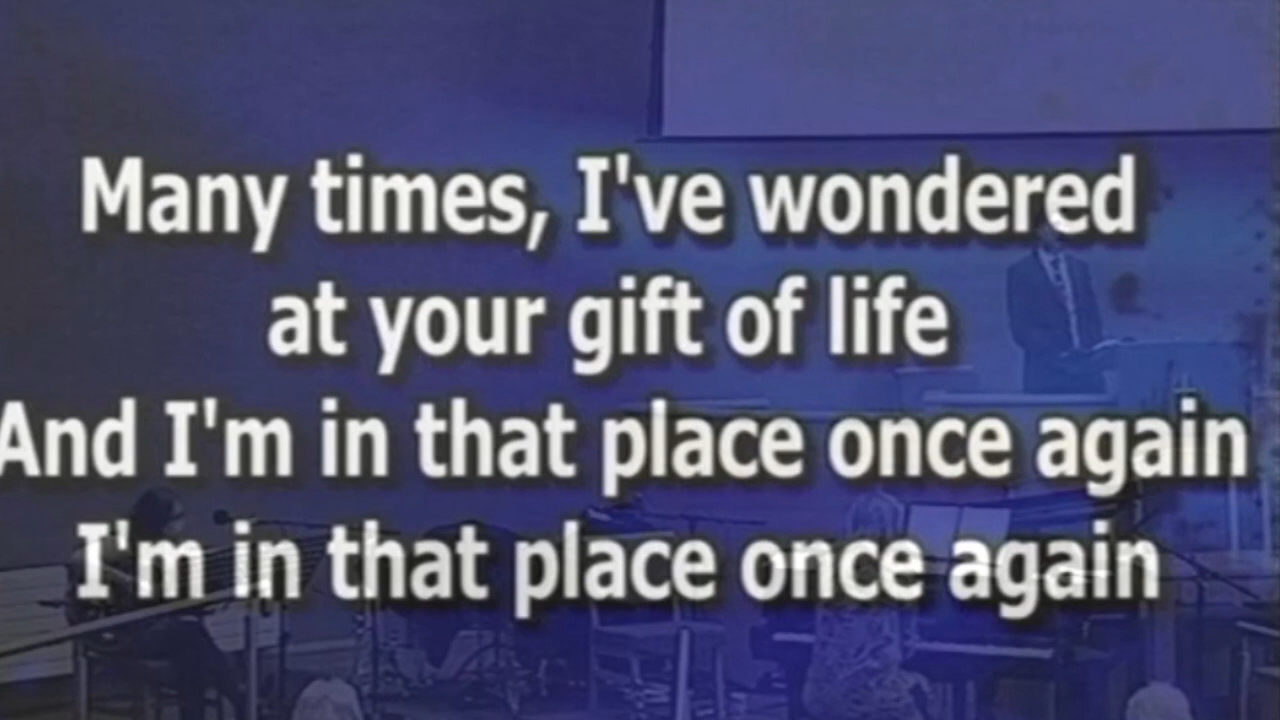 Many times, I've wondered
at your gift of life
And I'm in that place once again
I'm in that place once again